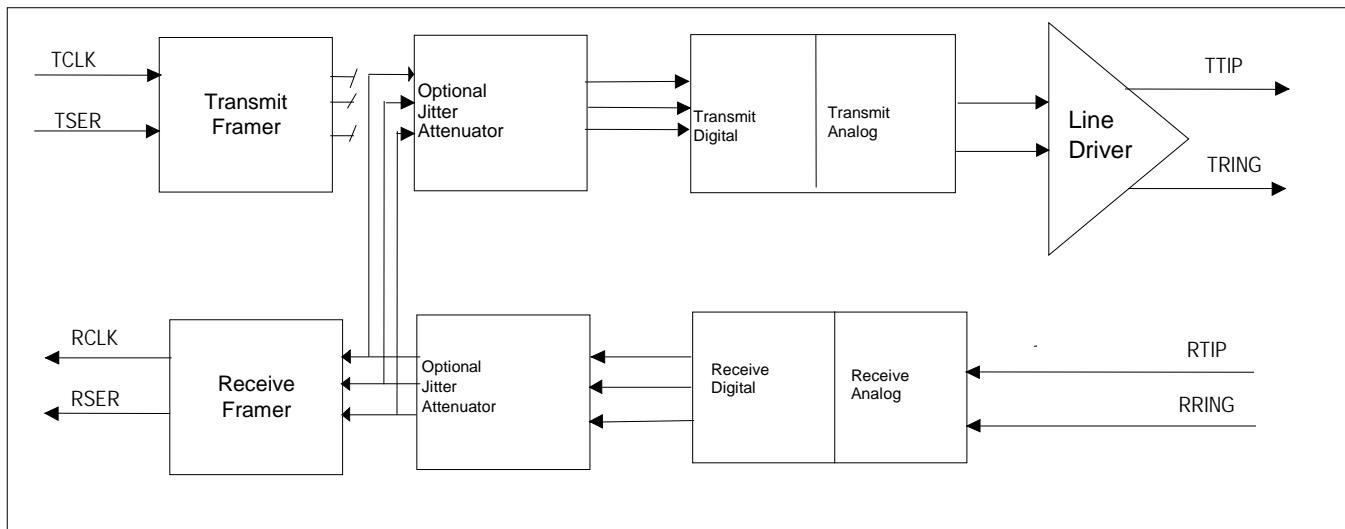 TCLK
TSER
Transmit
Framer
Optional
Jitter
Attenuator
Transmit
Digital
Transmit
Analog
Line
Driver
TTIP
TRING
RCLK
RSER
Receive
Framer
Optional
Jitter
Attenuator
Receive
Digital
Receive
Analog
RTIP
RRING